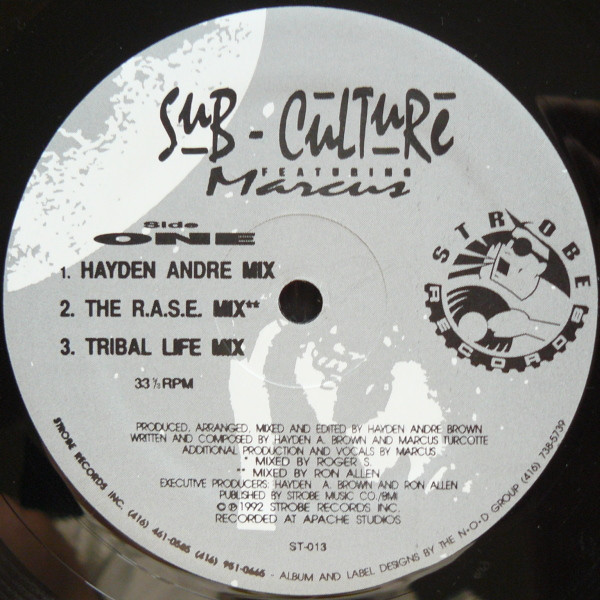 SUB-CULTURE
FEATURING
Marcus
Side
ONE
1. HAYDEN ANDRE MIX
2. THE R.A.S.E. MIX**
3. TRIBAL LIFE MIX
33 ⅓ RPM
STROBE
RECORDS
PRODUCED, ARRANGED, MIXED AND EDITED BY HAYDEN ANDRE BROWN
WRITTEN AND COMPOSED BY HAYDEN A. BROWN AND MARCUS TURCOTTE
ADDITIONAL PRODUCTION AND VOCALS BY MARCUS
* MIXED BY ROGER S.
** MIXED BY RON ALLEN
EXECUTIVE PRODUCERS: HAYDEN A. BROWN AND RON ALLEN
PUBLISHED BY STROBE MUSIC CO./BMI
© ℗ 1992 STROBE RECORDS INC.
RECORDED AT APACHE STUDIOS
ST-013
STROBE RECORDS INC. (416) 461-0585 (416) 951-0665 - ALBUM AND LABEL DESIGNS BY THE N•O•D GROUP (416) 738-5739